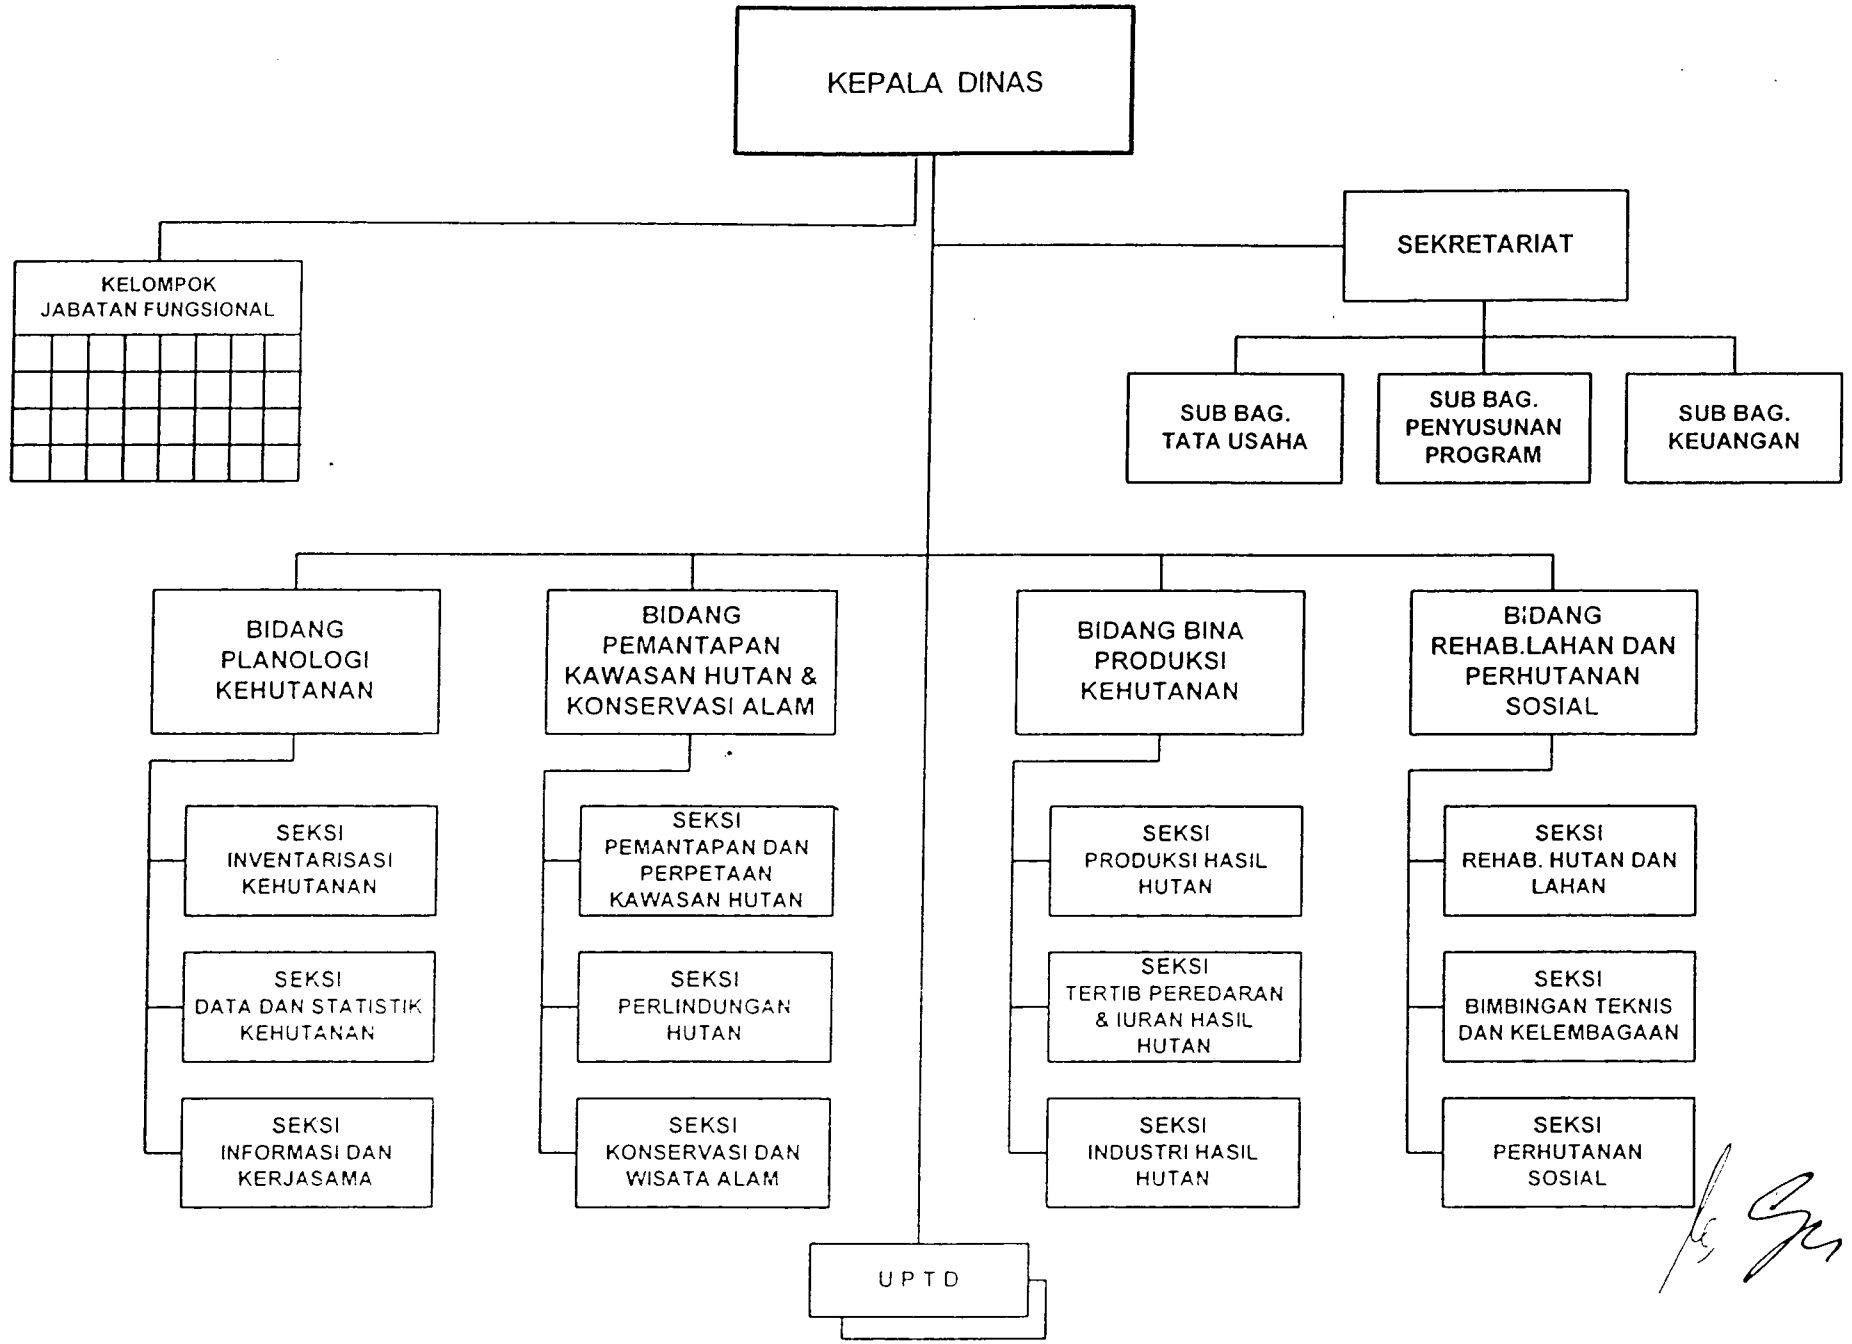 KEPALA DINAS
SEKRETARIAT
KELOMPOK
JABATAN FUNGSIONAL
SUB BAG.
TATA USAHA
SUB BAG.
PENYUSUNAN
PROGRAM
SUB BAG.
KEUANGAN
BIDANG
PLANOLOGI
KEHUTANAN
BIDANG
PEMANTAPAN
KAWASAN HUTAN &
KONSERVASI ALAM
BIDANG BINA
PRODUKSI
KEHUTANAN
BIDANG
REHAB.LAHAN DAN
PERHUTANAN
SOSIAL
SEKSI
INVENTARISASI
KEHUTANAN
SEKSI
PEMANTAPAN DAN
PERPETAAN
KAWASAN HUTAN
SEKSI
PRODUKSI HASIL
HUTAN
SEKSI
REHAB. HUTAN DAN
LAHAN
SEKSI
DATA DAN STATISTIK
KEHUTANAN
SEKSI
PERLINDUNGAN
HUTAN
SEKSI
TERTIB PEREDARAN
& IURAN HASIL
HUTAN
SEKSI
BIMBINGAN TEKNIS
DAN KELEMBAGAAN
SEKSI
INFORMASI DAN
KERJASAMA
SEKSI
KONSERVASI DAN
WISATA ALAM
SEKSI
INDUSTRI HASIL
HUTAN
SEKSI
PERHUTANAN
SOSIAL
U P T D